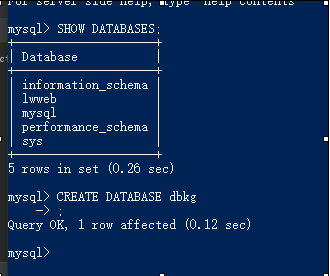 For server side help, type 'help contents'
mysql> SHOW DATABASES;
Database
information_schema
lwweb
mysql
performance_schema
sys
5 rows in set (0.26 sec)
mysql> CREATE DATABASE dbkg
-> ;
Query OK, 1 row affected (0.12 sec)
mysql>